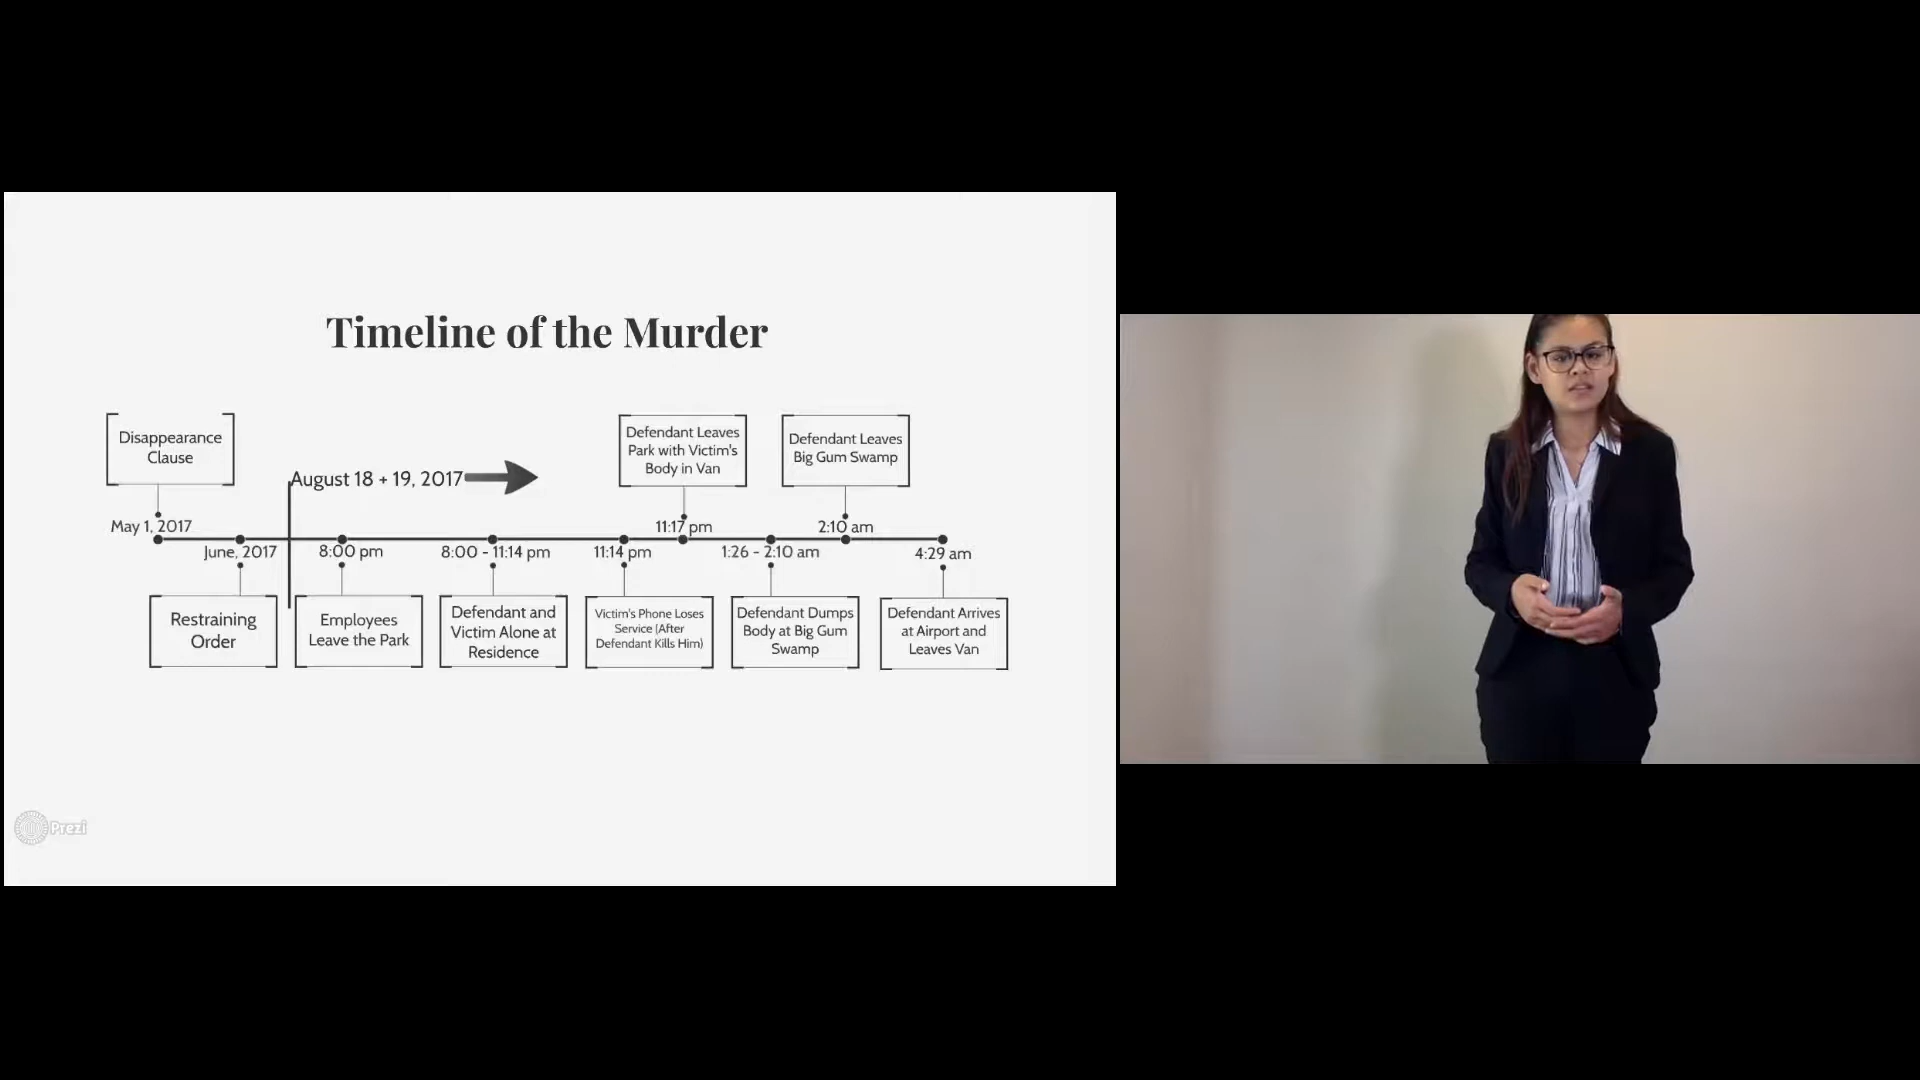 Timeline of the Murder
Disappearance
Clause
August 18 + 19, 2017
Defendant Leaves
Park with Victim's
Body in Van
Defendant Leaves
Big Gum Swamp
May 1, 2017
11:17 pm
2:10 am
June, 2017
8:00 pm
8:00 - 11:14 pm
11:14 pm
1:26 - 2:10 am
4:29 am
Restraining
Order
Employees
Leave the Park
Defendant and
Victim Alone at
Residence
Victim's Phone Loses
Service (After
Defendant Kills Him)
Defendant Dumps
Body at Big Gum
Swamp
Defendant Arrives
at Airport and
Leaves Van
Prezi